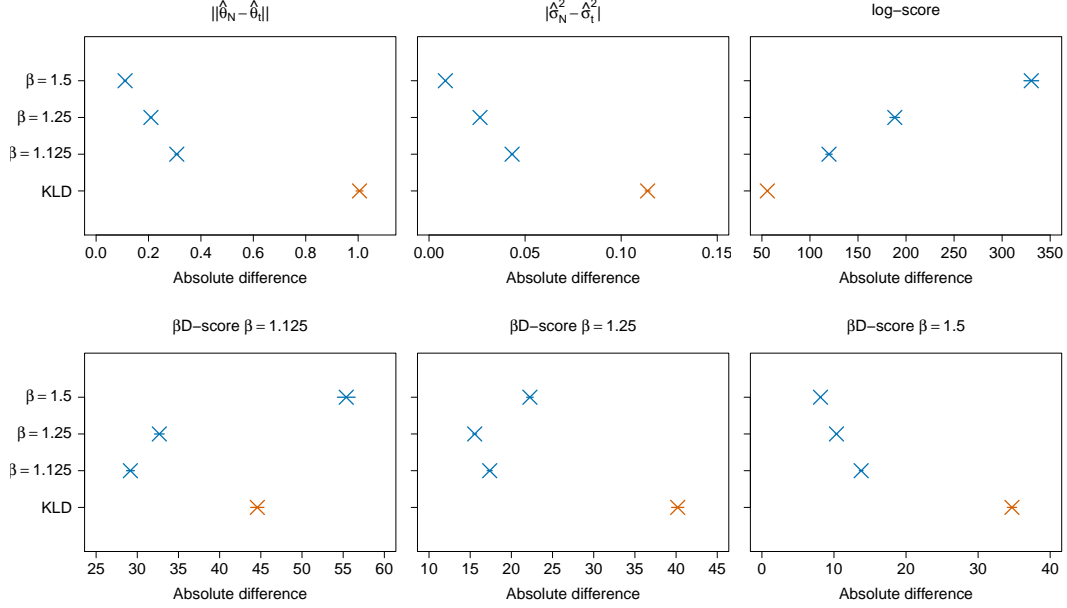 ||θ̂_N − θ̂_t||
|σ̂²_N − σ̂²_t|
log−score
β = 1.5
β = 1.25
β = 1.125
KLD
0.0 0.2 0.4 0.6 0.8 1.0
0.00 0.05 0.10 0.15
50 100 150 200 250 300 350
Absolute difference
Absolute difference
Absolute difference
βD−score β = 1.125
βD−score β = 1.25
βD−score β = 1.5
β = 1.5
β = 1.25
β = 1.125
KLD
25 30 35 40 45 50 55 60
10 15 20 25 30 35 40 45
0 10 20 30 40
Absolute difference
Absolute difference
Absolute difference